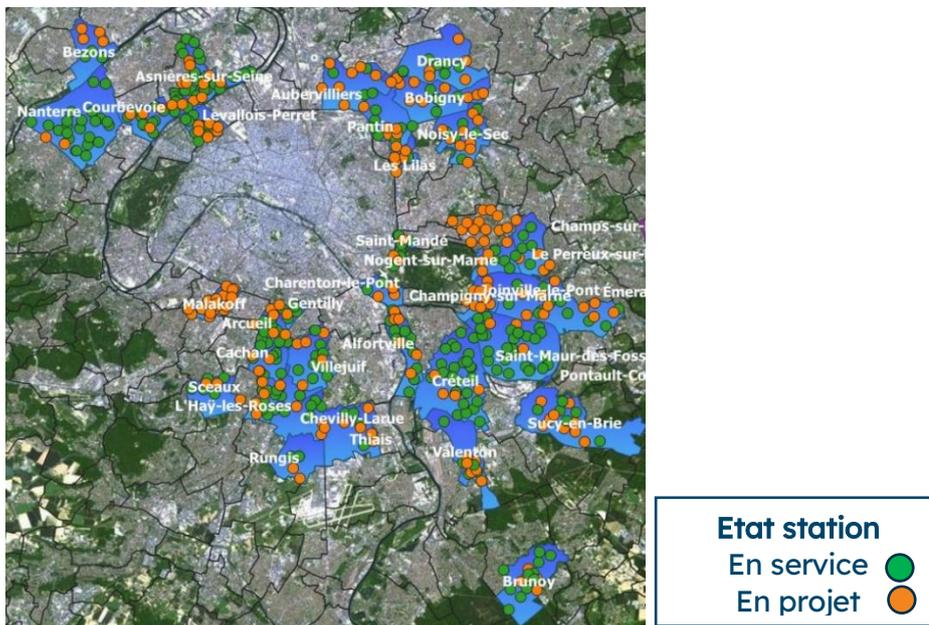 Bezons
Drancy
Asnières-sur-Seine
Aubervilliers
Bobigny
Nanterre
Courbevoie
Levallois-Perret
Pantin
Noisy-le-Sec
Les Lilas
Champs-sur-
Saint-Mandé
Le Perreux-sur-
Nogent-sur-Marne
Charenton-le-Pont
Joinville-le-Pont
Émera
Champigny-sur-Marne
Malakoff
Gentilly
Arcueil
Alfortville
Cachan
Saint-Maur-des-Foss
Villejuif
Pontault-Co
Sceaux
Créteil
L'Haÿ-les-Roses
Chevilly-Larue
Sucy-en-Brie
Thiais
Rungis
Valenton
Brunoy
Etat station
En service
En projet